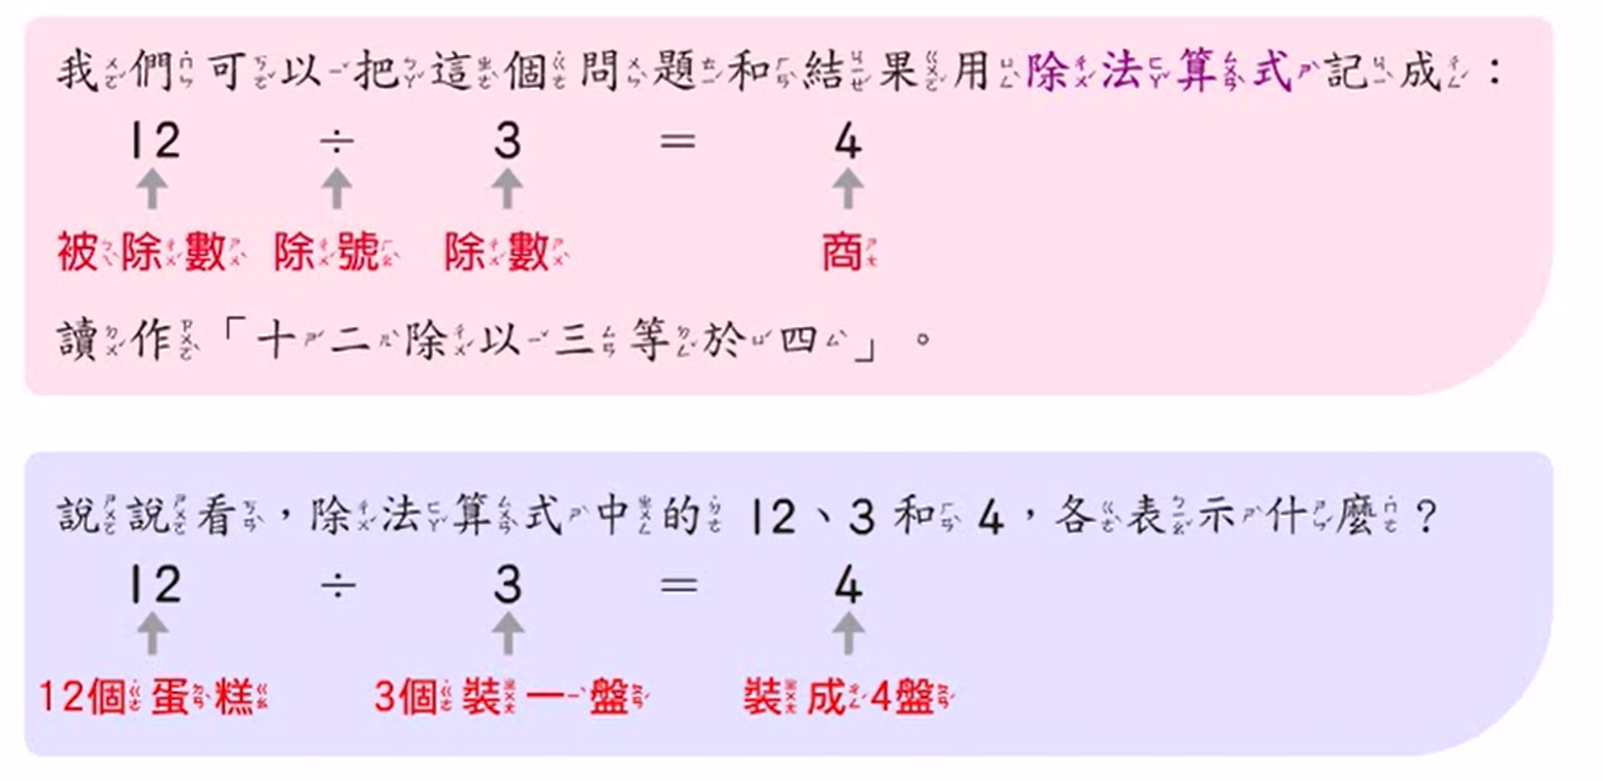 我們可以把這個問題和結果用除法算式記成：
12 ÷ 3 = 4
被除數 除號 除數 商
讀作「十二除以三等於四」。
說說看，除法算式中的 12、3 和 4，各表示什麼？
12 ÷ 3 = 4
12個蛋糕 3個裝一盤 裝成4盤